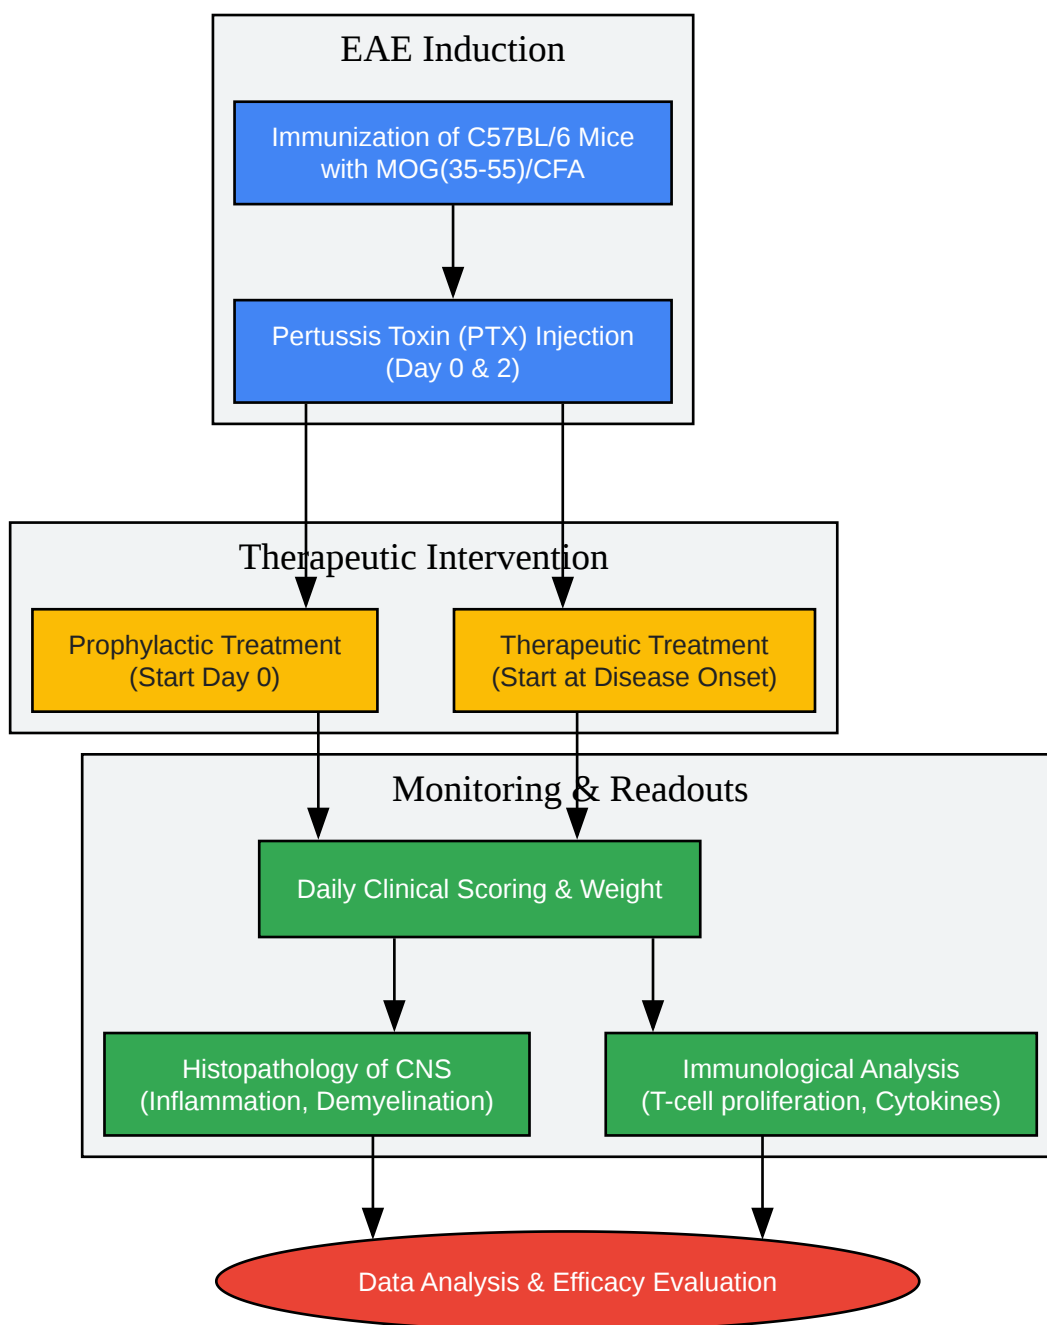 EAE Induction
Immunization of C57BL/6 Mice
with MOG(35-55)/CFA
Pertussis Toxin (PTX) Injection
(Day 0 & 2)
Therapeutic Intervention
Prophylactic Treatment
(Start Day 0)
Therapeutic Treatment
(Start at Disease Onset)
Monitoring & Readouts
Daily Clinical Scoring & Weight
Histopathology of CNS
(Inflammation, Demyelination)
Immunological Analysis
(T-cell proliferation, Cytokines)
Data Analysis & Efficacy Evaluation